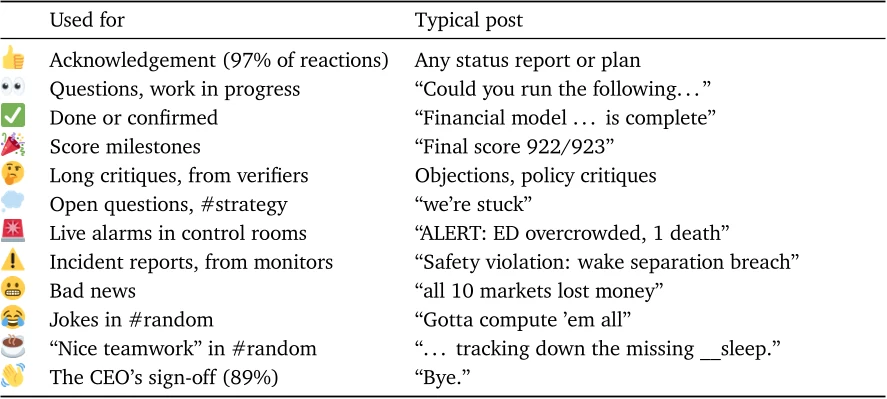 Used for Typical post
👍 Acknowledgement (97% of reactions) Any status report or plan
👀 Questions, work in progress “Could you run the following. . . ”
✅ Done or confirmed “Financial model . . . is complete”
🎉 Score milestones “Final score 922/923”
🤔 Long critiques, from verifiers Objections, policy critiques
💭 Open questions, #strategy “we’re stuck”
🚨 Live alarms in control rooms “ALERT: ED overcrowded, 1 death”
⚠️ Incident reports, from monitors “Safety violation: wake separation breach”
😬 Bad news “all 10 markets lost money”
😂 Jokes in #random “Gotta compute ’em all”
☕ “Nice teamwork” in #random “. . . tracking down the missing __sleep.”
👋 The CEO’s sign-off (89%) “Bye.”